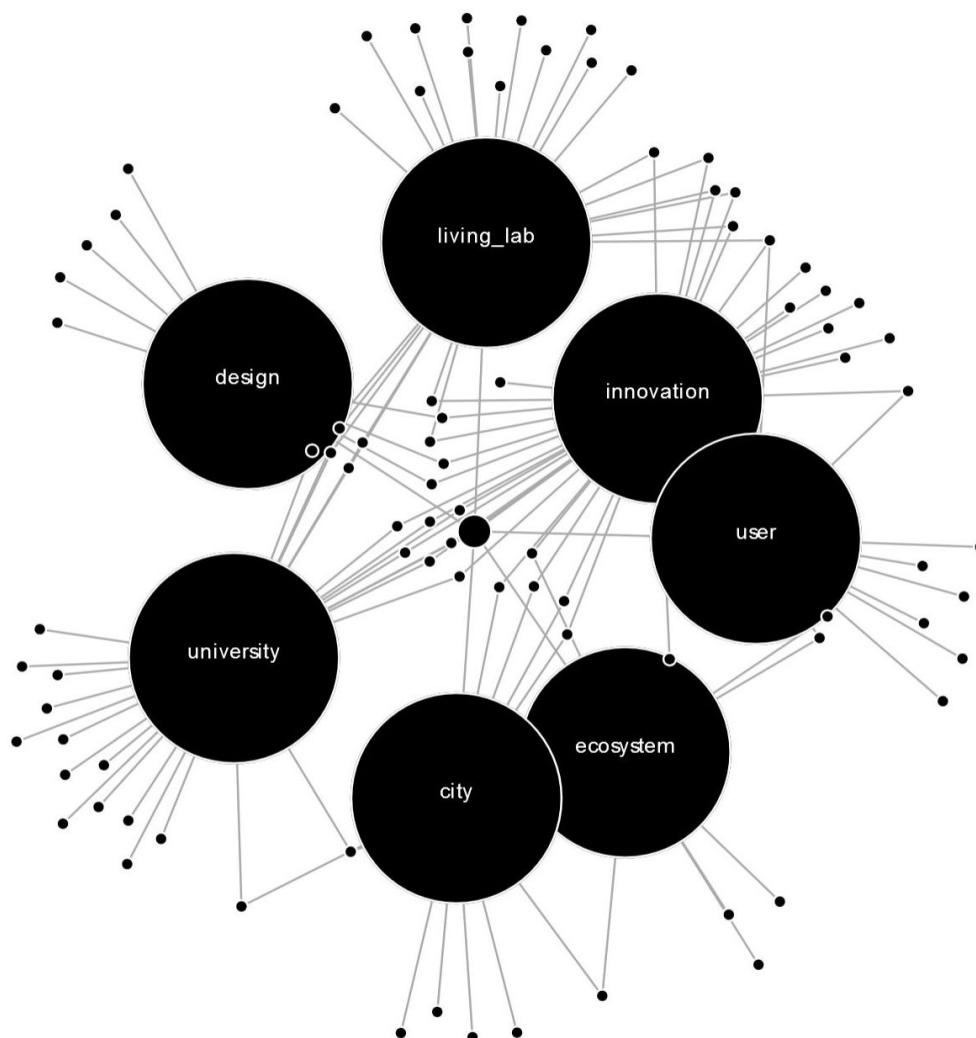 living_lab
design
innovation
user
university
ecosystem
city